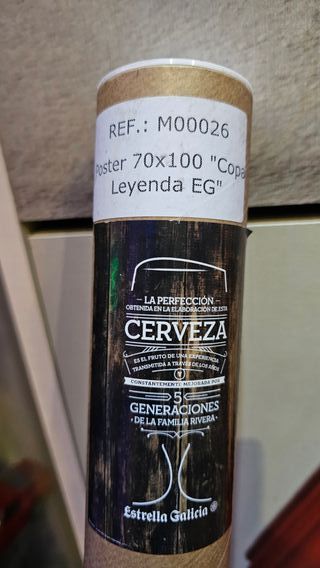 REF.: M00026
Poster 70x100 "Copa
Leyenda EG"
LA PERFECCIÓN
OBTENIDA EN LA ELABORACIÓN DE ESTA
CERVEZA
ES EL FRUTO DE UNA EXPERIENCIA
TRANSMITIDA A TRAVÉS DE LOS AÑOS
CONSTANTEMENTE MEJORADA POR
5
GENERACIONES
DE LA FAMILIA RIVERA
Estrella Galicia